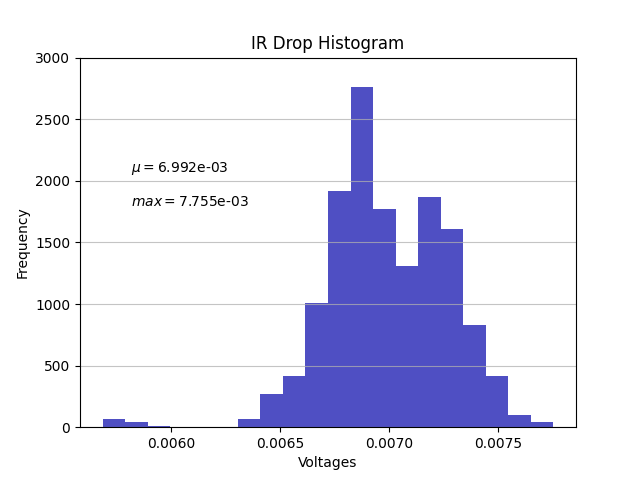 IR Drop Histogram
3000
2500
2000
1500
1000
500
0
Frequency
μ = 6.992e-03
max = 7.755e-03
0.0060 0.0065 0.0070 0.0075
Voltages